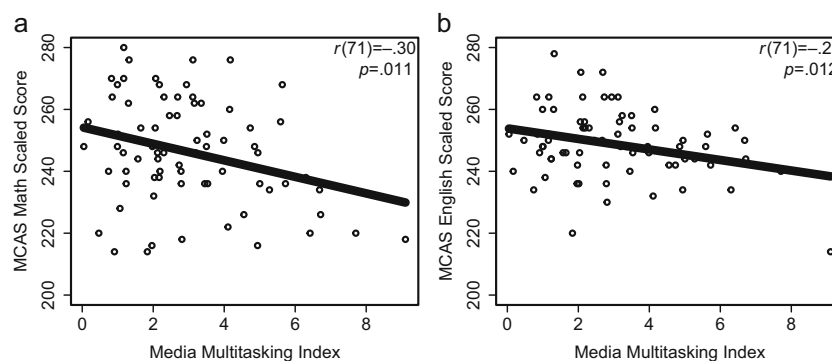 a
r(71)=–.30
p=.011
MCAS Math Scaled Score
280
260
240
220
200
0 2 4 6 8
Media Multitasking Index
b
r(71)=–.2
p=.012
MCAS English Scaled Score
280
260
240
220
200
0 2 4 6 8
Media Multitasking Index